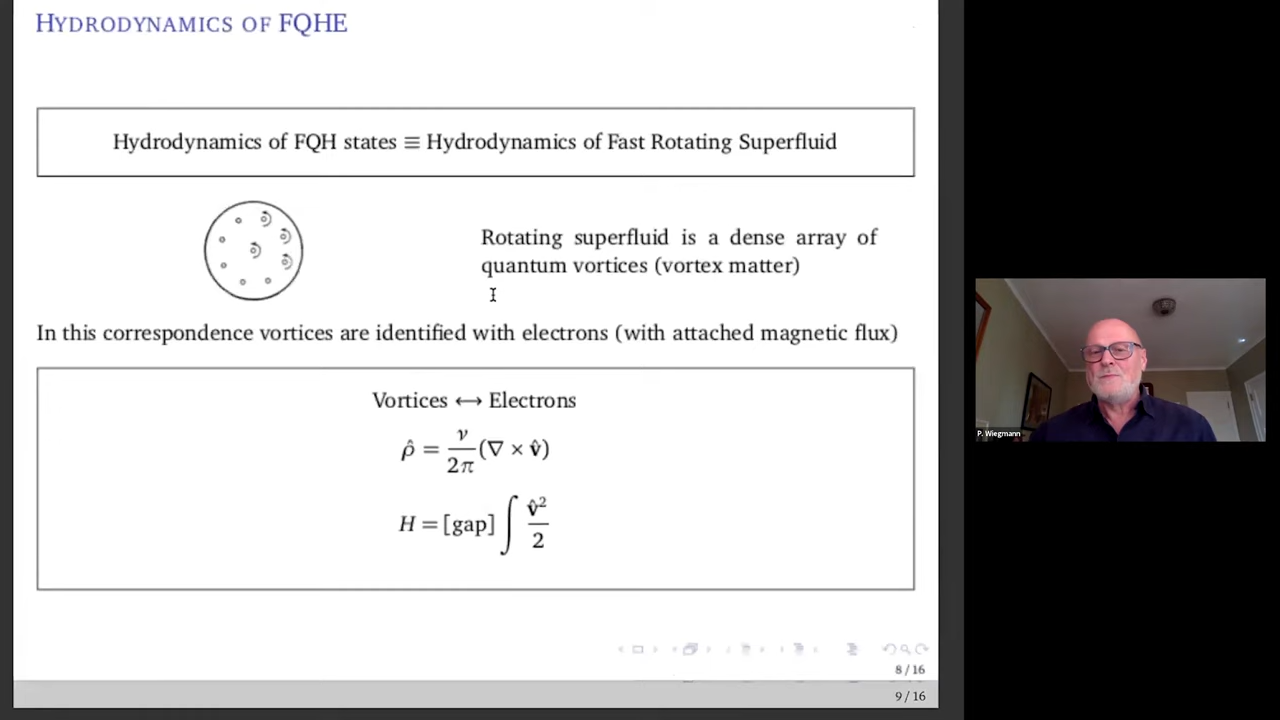 HYDRODYNAMICS OF FQHE
Hydrodynamics of FQH states ≡ Hydrodynamics of Fast Rotating Superfluid
Rotating superfluid is a dense array of
quantum vortices (vortex matter)
In this correspondence vortices are identified with electrons (with attached magnetic flux)
Vortices ⟷ Electrons
ρ̂ = ν/2π (∇ × v̂)
H = [gap] ∫ v̂²/2
8 / 16
9 / 16
P. Wiegmann